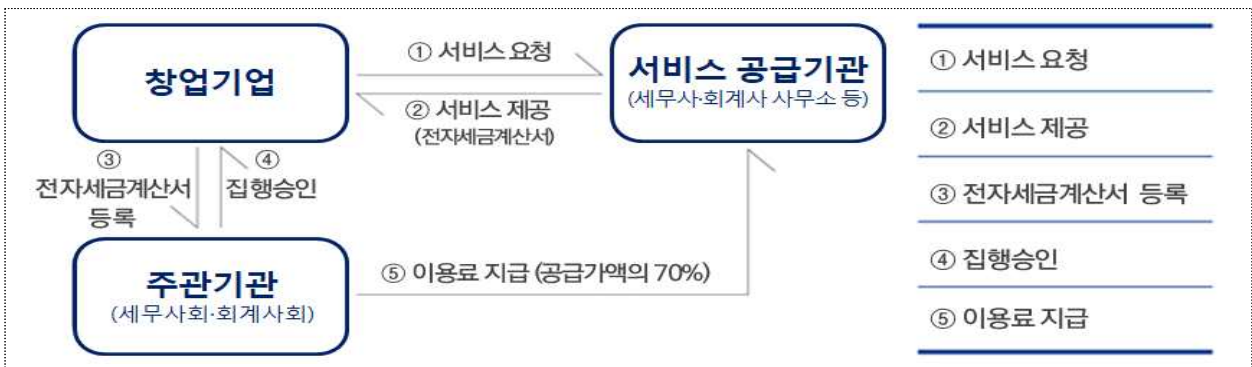 창업기업
① 서비스 요청
서비스 공급기관
(세무사·회계사 사무소 등)
② 서비스 제공
(전자세금계산서)
③
전자세금계산서
등록
④
집행승인
주관기관
(세무사회·회계사회)
⑤ 이용료 지급 (공급가액의 70%)
① 서비스 요청
② 서비스 제공
③ 전자세금계산서 등록
④ 집행승인
⑤ 이용료 지급